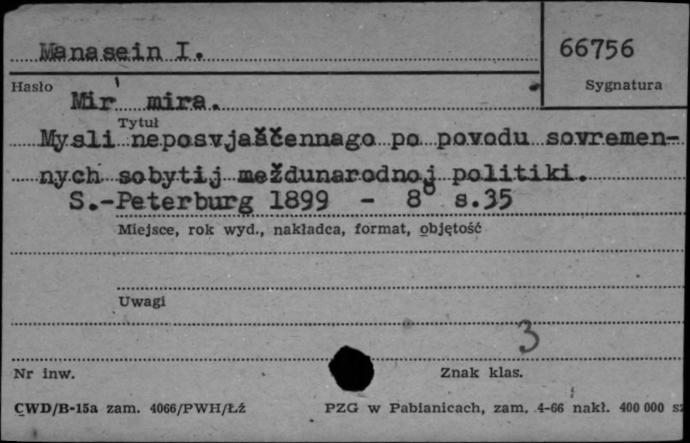 Manasein I.
66756
Hasło
Sygnatura
Mir' mira.
Tytuł
Mysli neposvjaščennago po povodu sovremen-
nych sobytij meždunarodnoj politiki.
S.-Peterburg 1899 - 8° s.35
Miejsce, rok wyd., nakładca, format, objętość
Uwagi
3
Nr inw.
Znak klas.
CWD/B-15a zam. 4066/PWH/Łź
PZG w Pabianicach, zam. 4-66 nakł. 400 000